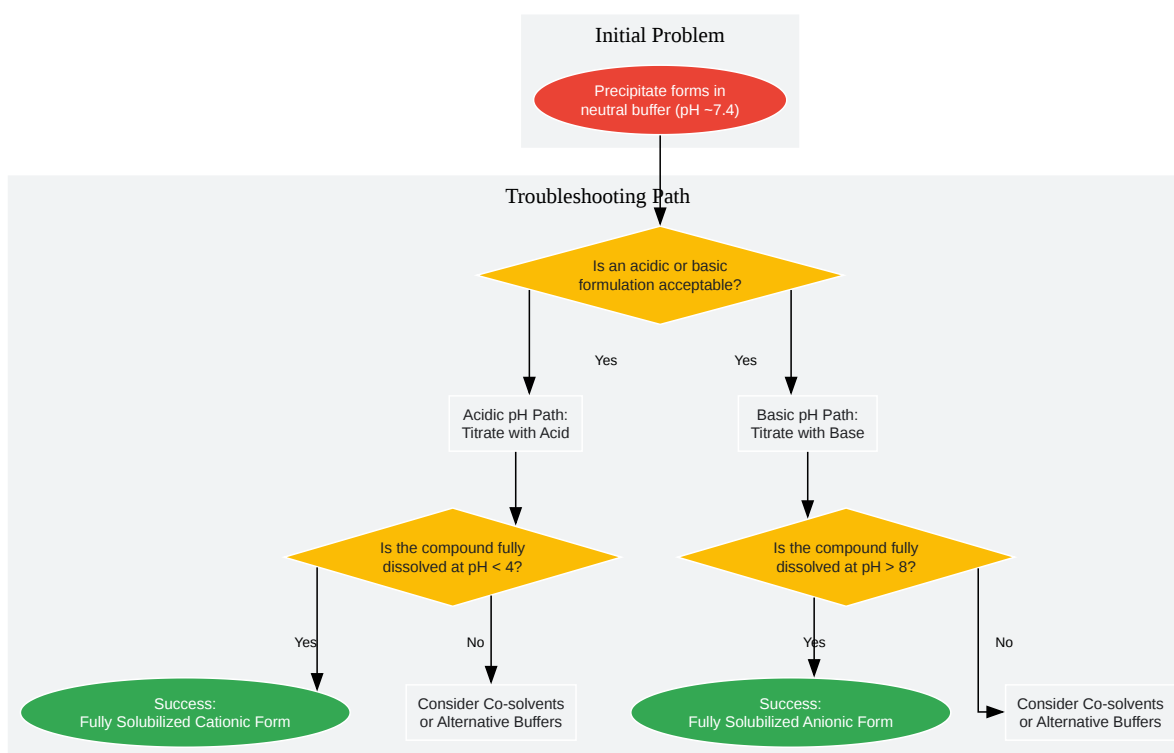 Initial Problem
Precipitate forms in
neutral buffer (pH ~7.4)
Troubleshooting Path
Is an acidic or basic
formulation acceptable?
Yes
Yes
Acidic pH Path:
Titrate with Acid
Basic pH Path:
Titrate with Base
Is the compound fully
dissolved at pH < 4?
Is the compound fully
dissolved at pH > 8?
Yes
No
Yes
No
Success:
Fully Solubilized Cationic Form
Consider Co-solvents
or Alternative Buffers
Success:
Fully Solubilized Anionic Form
Consider Co-solvents
or Alternative Buffers